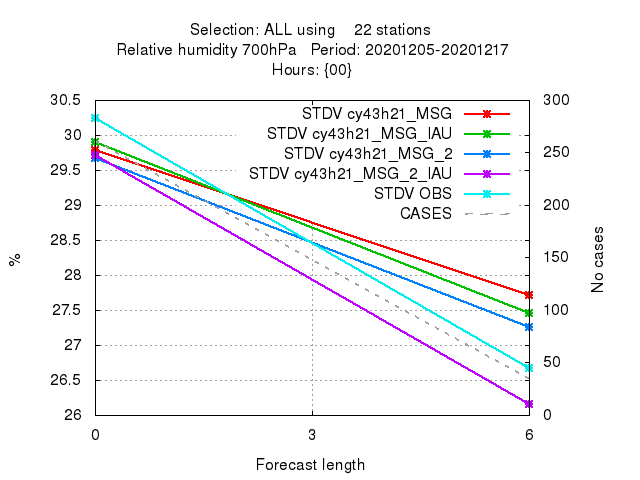 Selection: ALL using    22 stations
Relative humidity 700hPa   Period: 20201205-20201217
Hours: {00}
30.5
30
29.5
29
28.5
28
27.5
27
26.5
26
%
STDV cy43h21_MSG
STDV cy43h21_MSG_IAU
STDV cy43h21_MSG_2
STDV cy43h21_MSG_2_IAU
STDV OBS
CASES
300
250
200
150
100
50
0
No cases
0 3 6
Forecast length